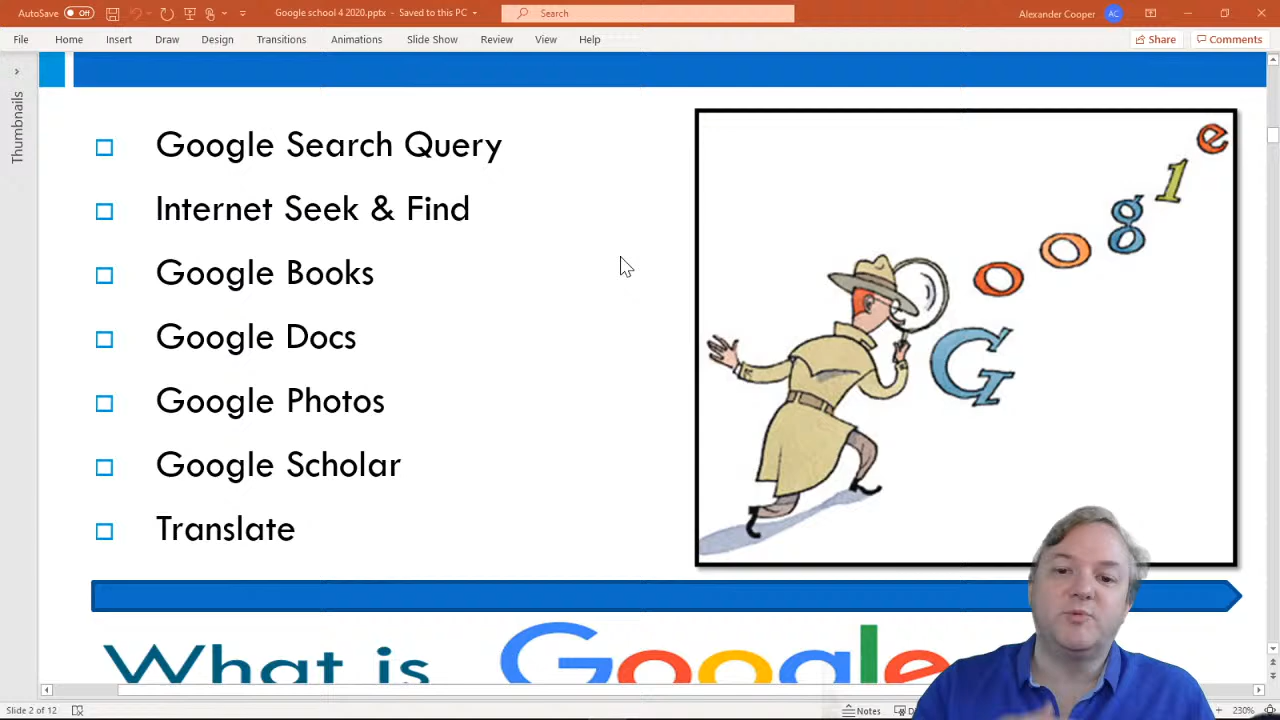 AutoSave Off Google school 4 2020.pptx - Saved to this PC Search Alexander Cooper AC
File Home Insert Draw Design Transitions Animations Slide Show Review View Help Share Comments
Thumbnails
Google Search Query
Internet Seek & Find
Google Books
Google Docs
Google Photos
Google Scholar
Translate
Google
What is Google
Slide 2 of 12 Notes 230%